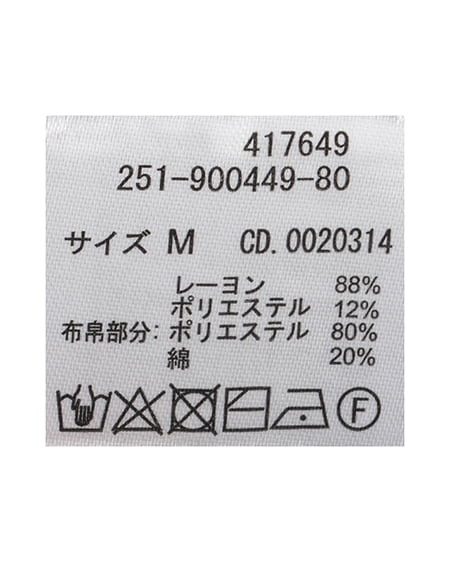 417649
251-900449-80
サイズ M CD.0020314
レーヨン 88%
ポリエステル 12%
布帛部分: ポリエステル 80%
綿 20%
F